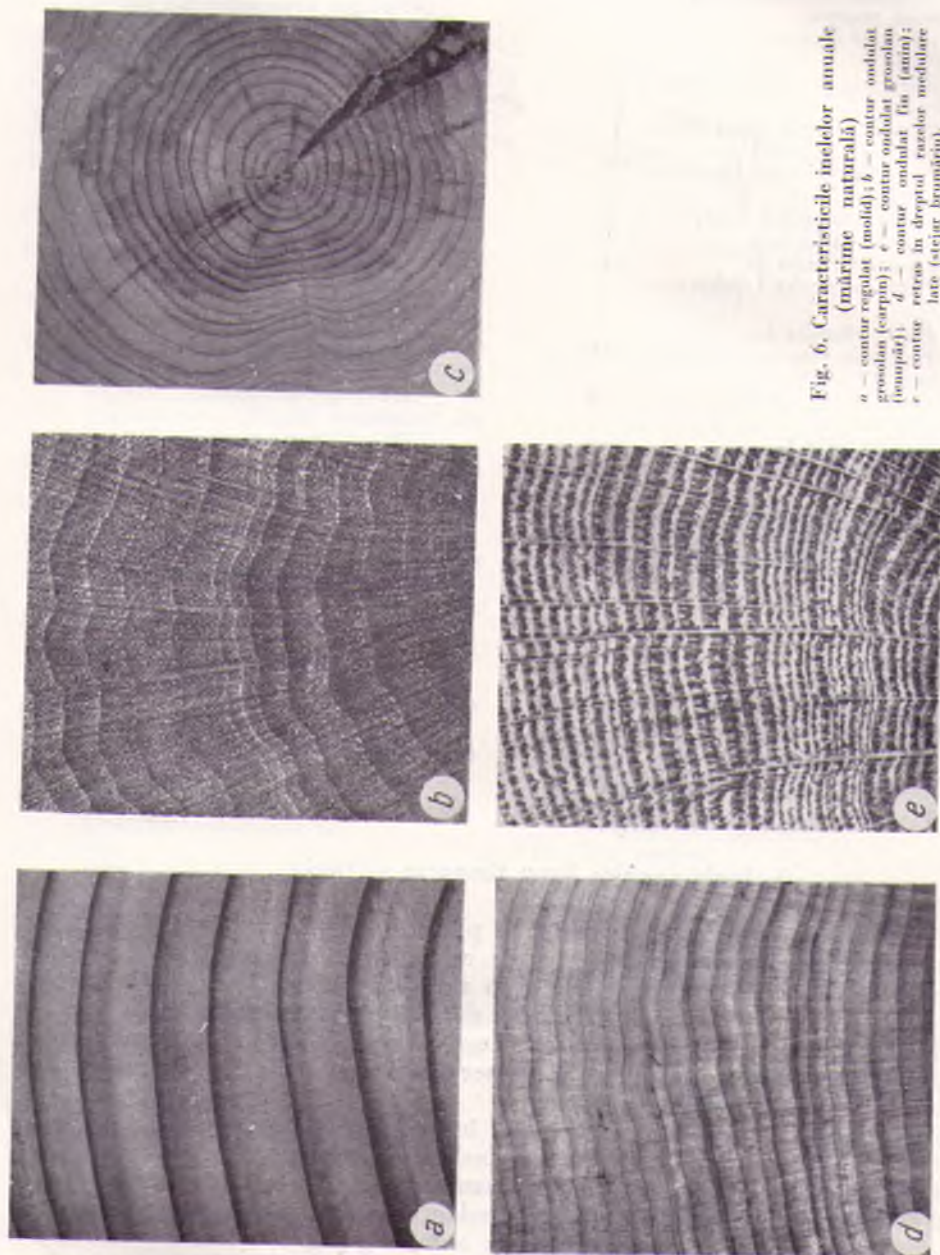 a
b
c
d
e
Fig. 6. Caracteristicile inelelor anuale
(mărime naturală)
a — contur regulat (molid); b — contur ondulat
grosolan (carpin); c — contur ondulat grosolan
(ienupăr); d — contur ondulat fin (anin);
e — contur retras în dreptul razelor medulare
late (stejar brumăriu)